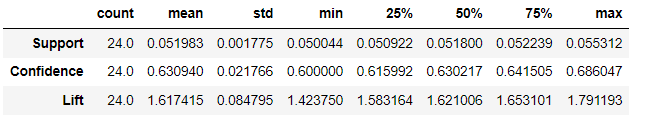 count mean std min 25% 50% 75% max
Support 24.0 0.051983 0.001775 0.050044 0.050922 0.051800 0.052239 0.055312
Confidence 24.0 0.630940 0.021766 0.600000 0.615992 0.630217 0.641505 0.686047
Lift 24.0 1.617415 0.084795 1.423750 1.583164 1.621006 1.653101 1.791193